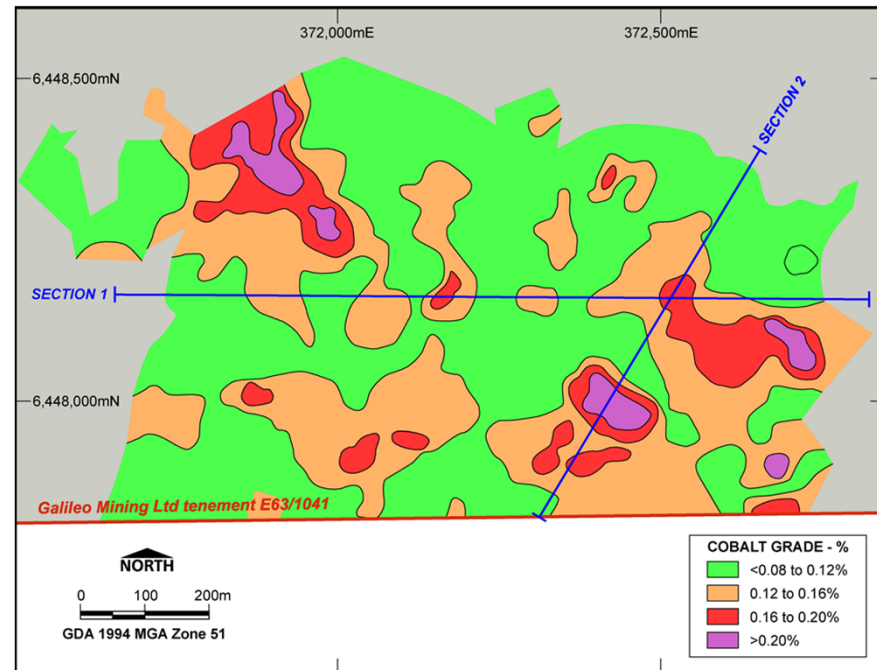 372,000mE
372,500mE
6,448,500mN
SECTION 2
SECTION 1
6,448,000mN
Galileo Mining Ltd tenement E63/1041
NORTH
0 100 200m
GDA 1994 MGA Zone 51
COBALT GRADE - %
<0.08 to 0.12%
0.12 to 0.16%
0.16 to 0.20%
>0.20%